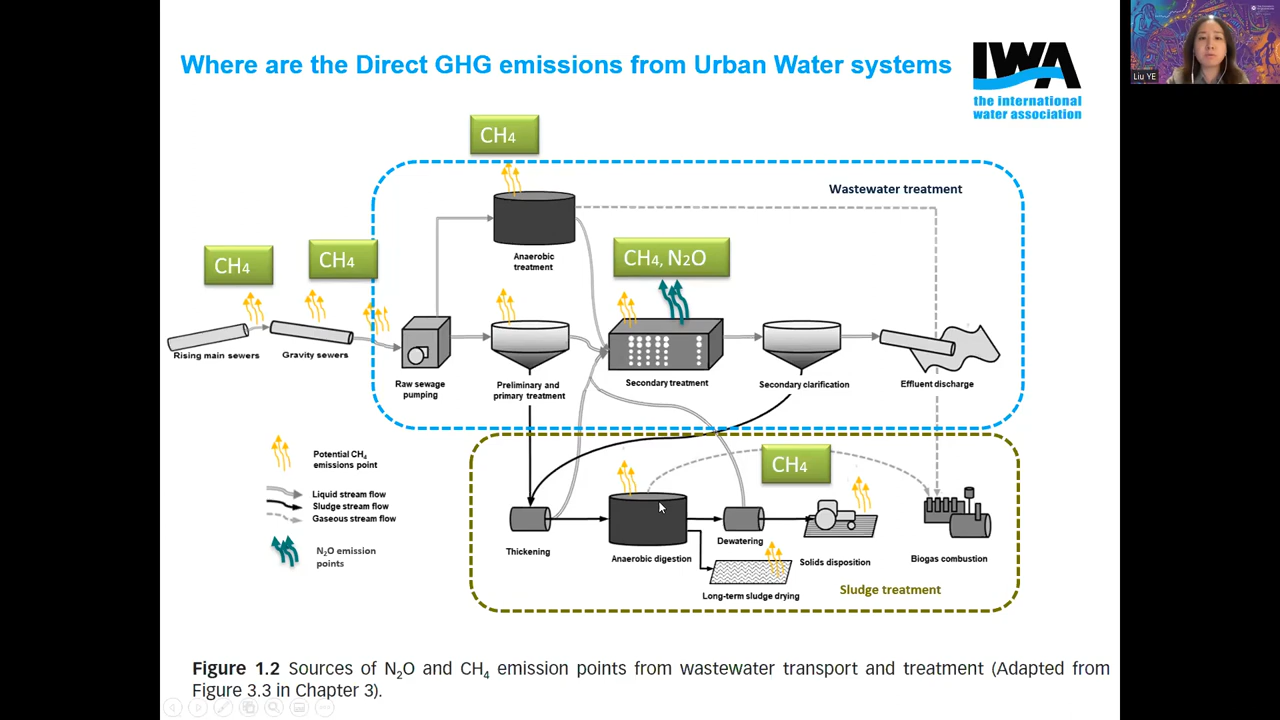 Where are the Direct GHG emissions from Urban Water systems
IWA
the international
water association
Liu YE
CH4
Wastewater treatment
Anaerobic
treatment
CH4
CH4
CH4, N2O
Rising main sewers
Gravity sewers
Raw sewage
pumping
Preliminary and
primary treatment
Secondary treatment
Secondary clarification
Effluent discharge
Potential CH4
emissions point
Liquid stream flow
Sludge stream flow
Gaseous stream flow
N2O emission
points
CH4
Thickening
Anaerobic digestion
Dewatering
Solids disposition
Biogas combustion
Long-term sludge drying
Sludge treatment
Figure 1.2 Sources of N2O and CH4 emission points from wastewater transport and treatment (Adapted from
Figure 3.3 in Chapter 3).